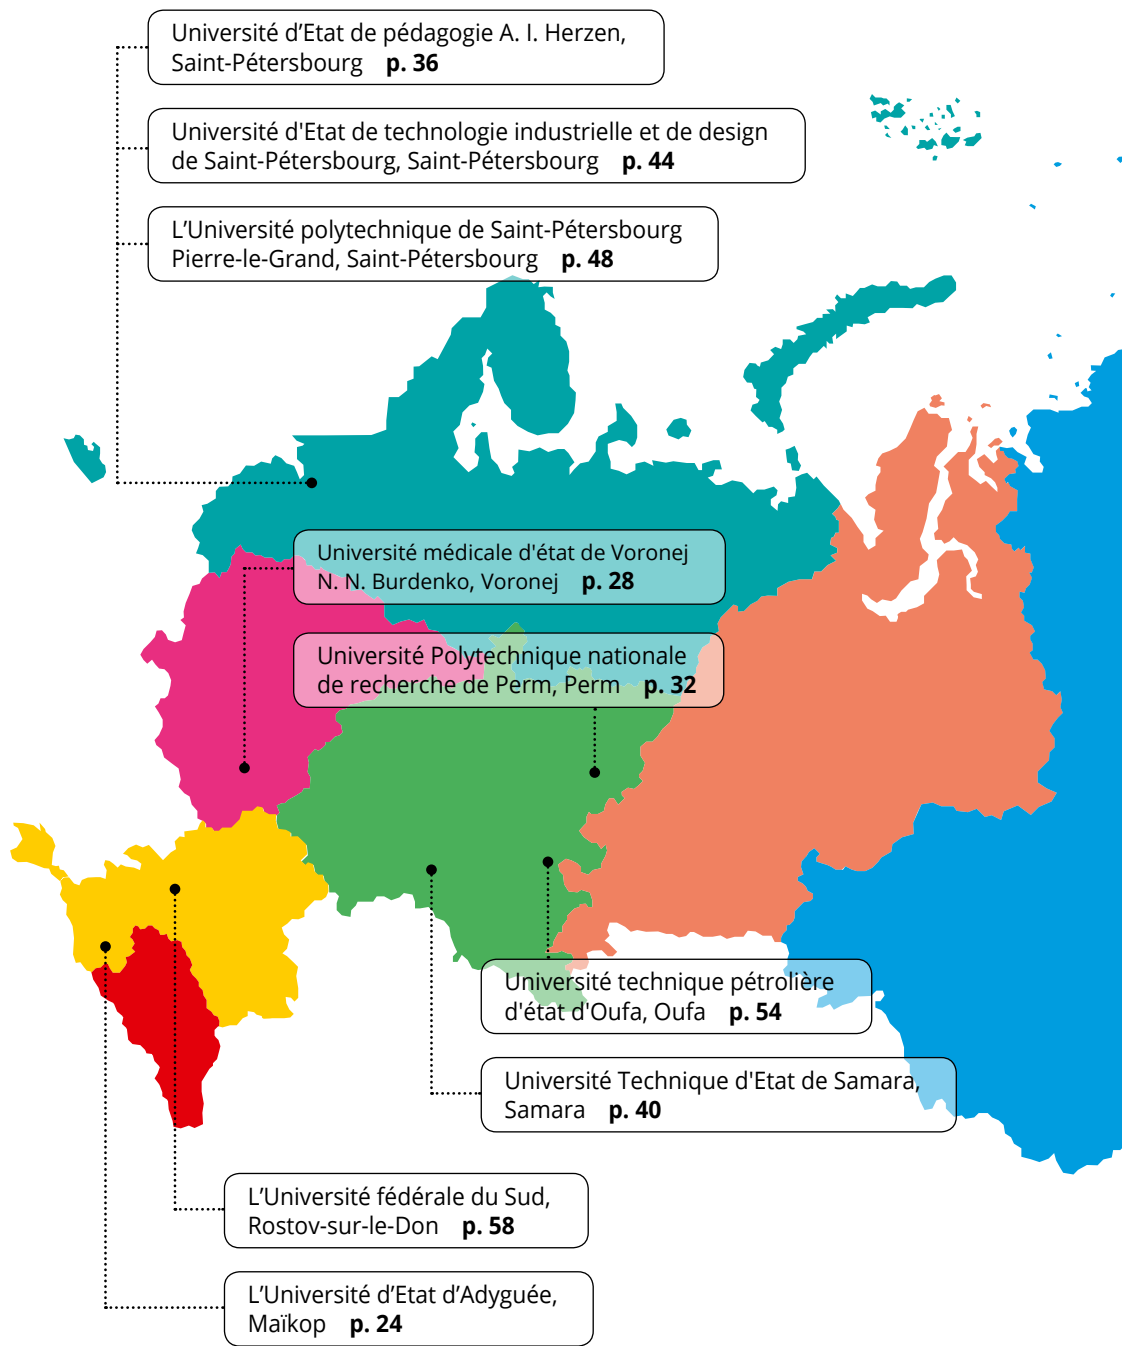 Université d’Etat de pédagogie A. I. Herzen,
Saint-Pétersbourg p. 36
Université d'Etat de technologie industrielle et de design
de Saint-Pétersbourg, Saint-Pétersbourg p. 44
L’Université polytechnique de Saint-Pétersbourg
Pierre-le-Grand, Saint-Pétersbourg p. 48
Université médicale d'état de Voronej
N. N. Burdenko, Voronej p. 28
Université Polytechnique nationale
de recherche de Perm, Perm p. 32
Université technique pétrolière
d'état d'Oufa, Oufa p. 54
Université Technique d'Etat de Samara,
Samara p. 40
L’Université fédérale du Sud,
Rostov-sur-le-Don p. 58
L’Université d’Etat d’Adyguée,
Maïkop p. 24